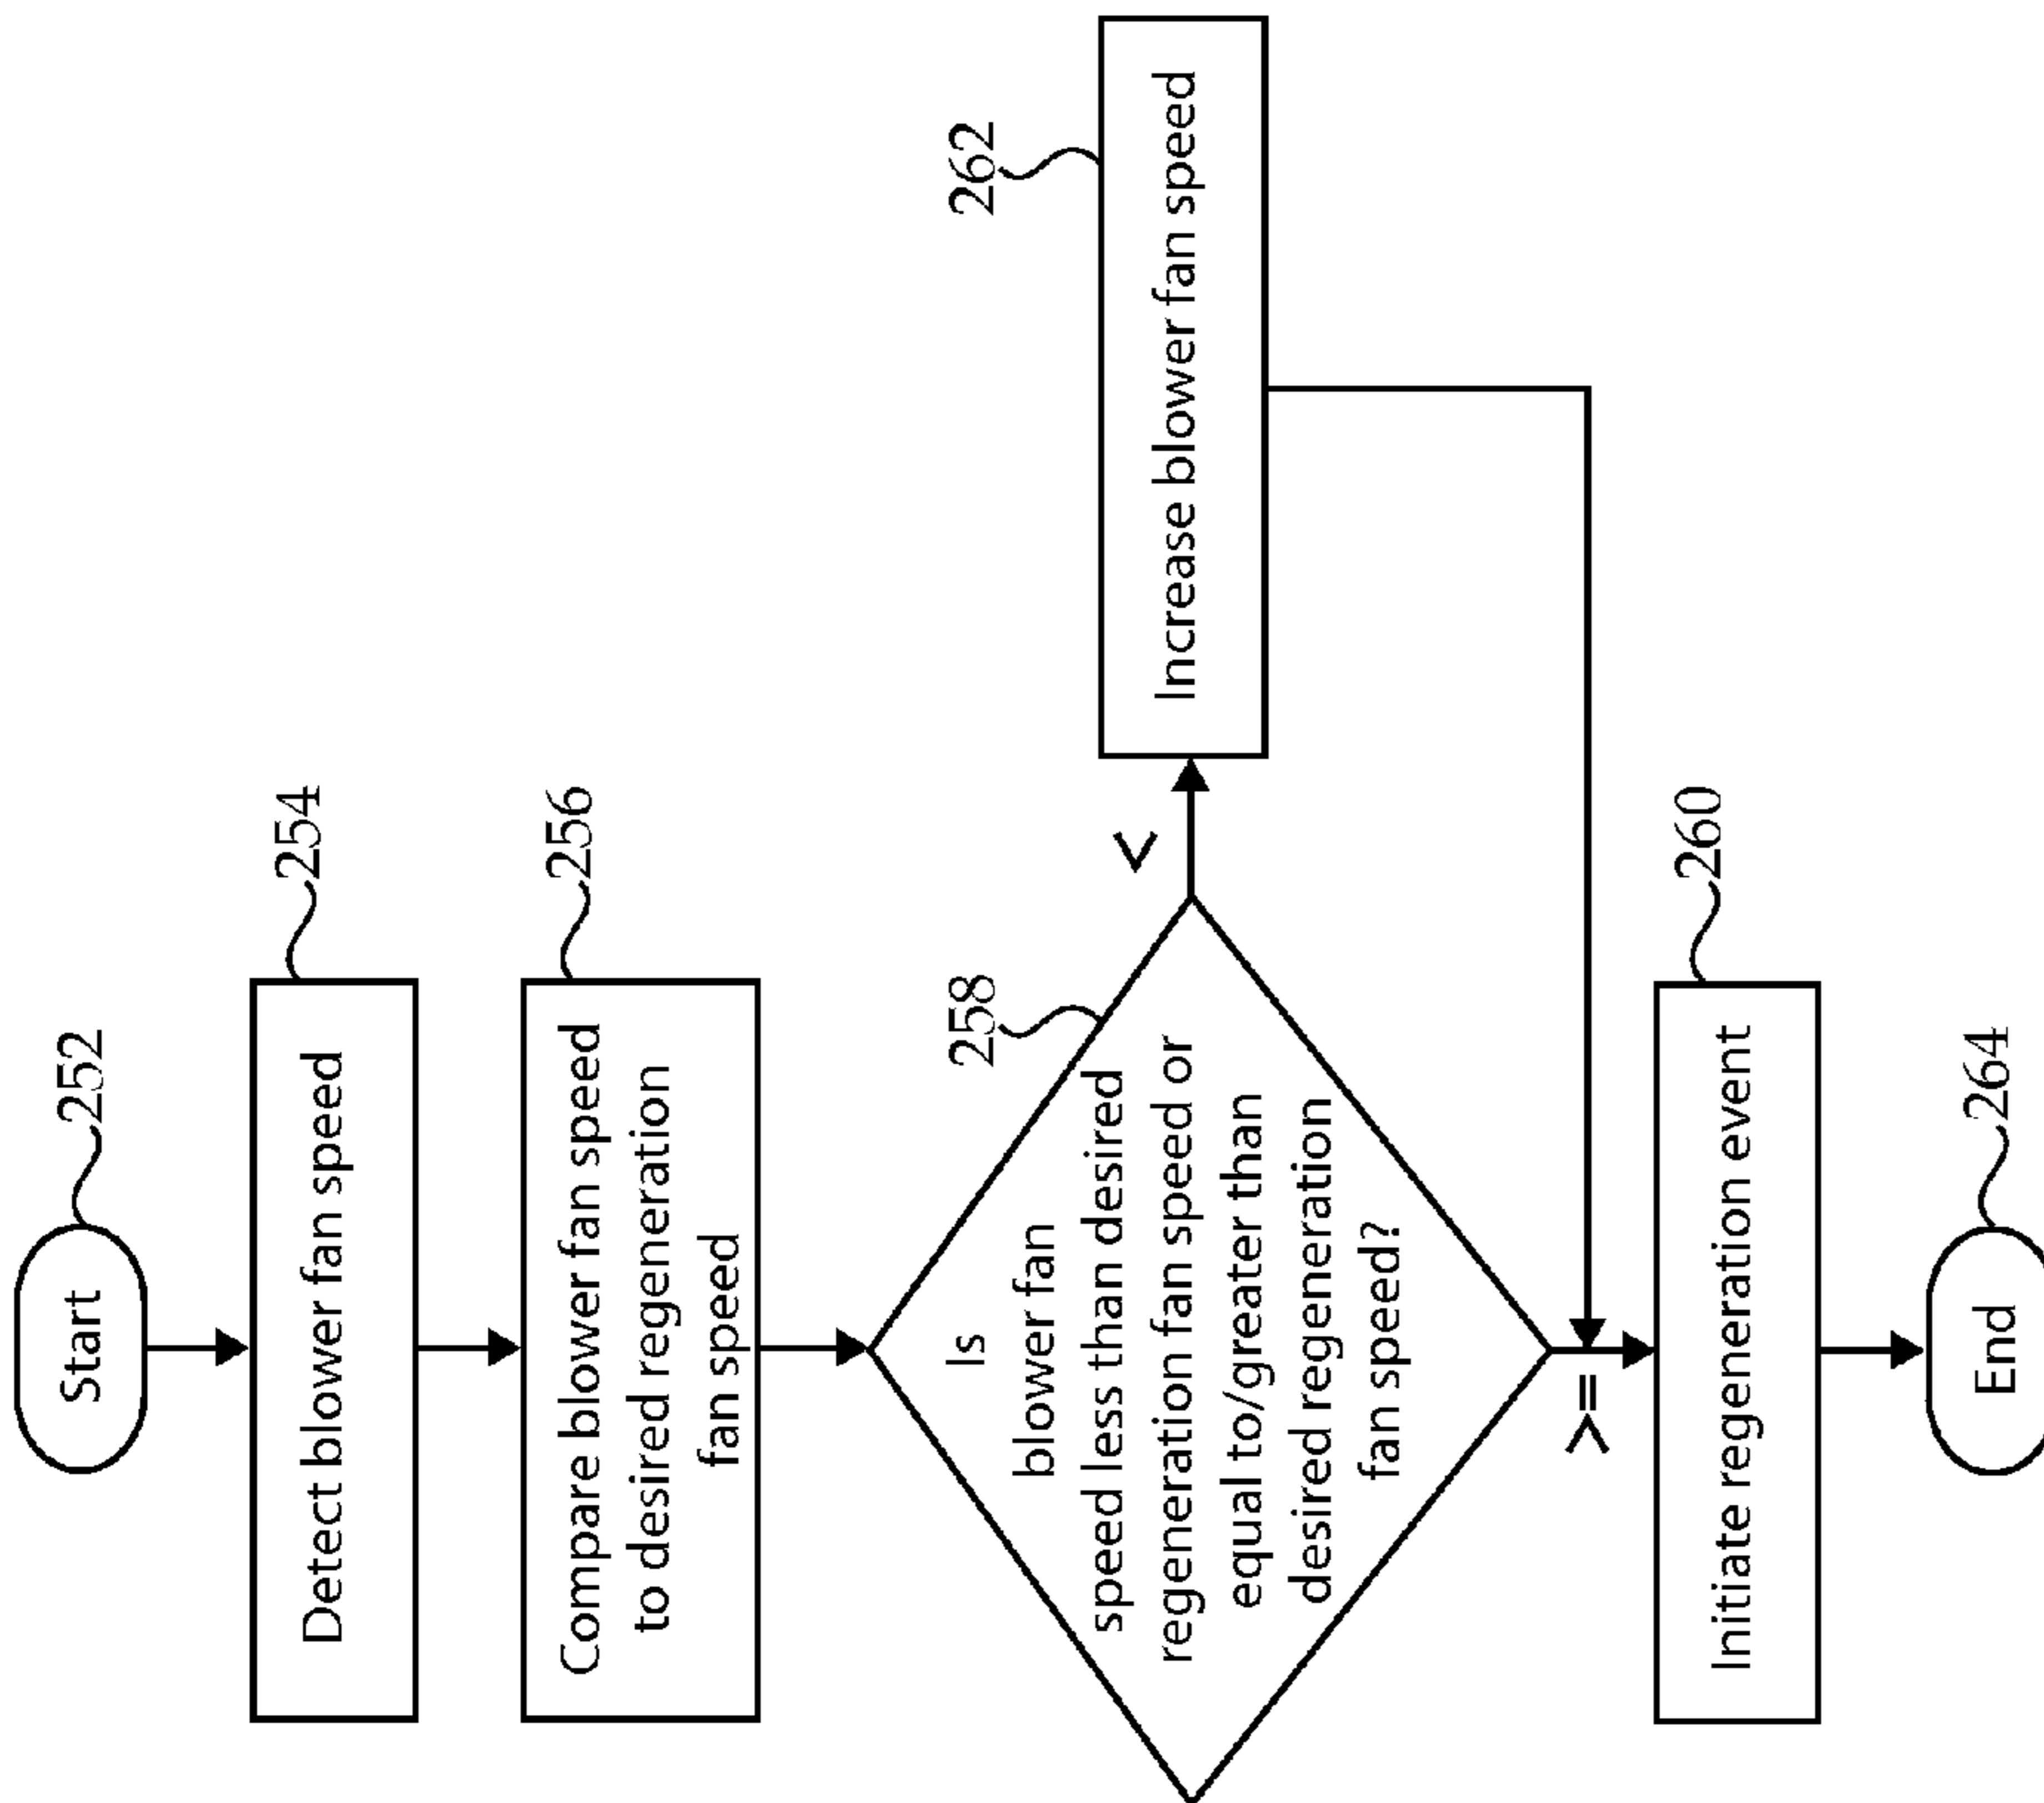 Start
252
Detect blower fan speed
254
Compare blower fan speed
to desired regeneration
fan speed
256
Is
blower fan
speed less than desired
regeneration fan speed or
equal to/greater than
desired regeneration
fan speed?
258
<
Increase blower fan speed
262
>=
Initiate regeneration event
260
End
264